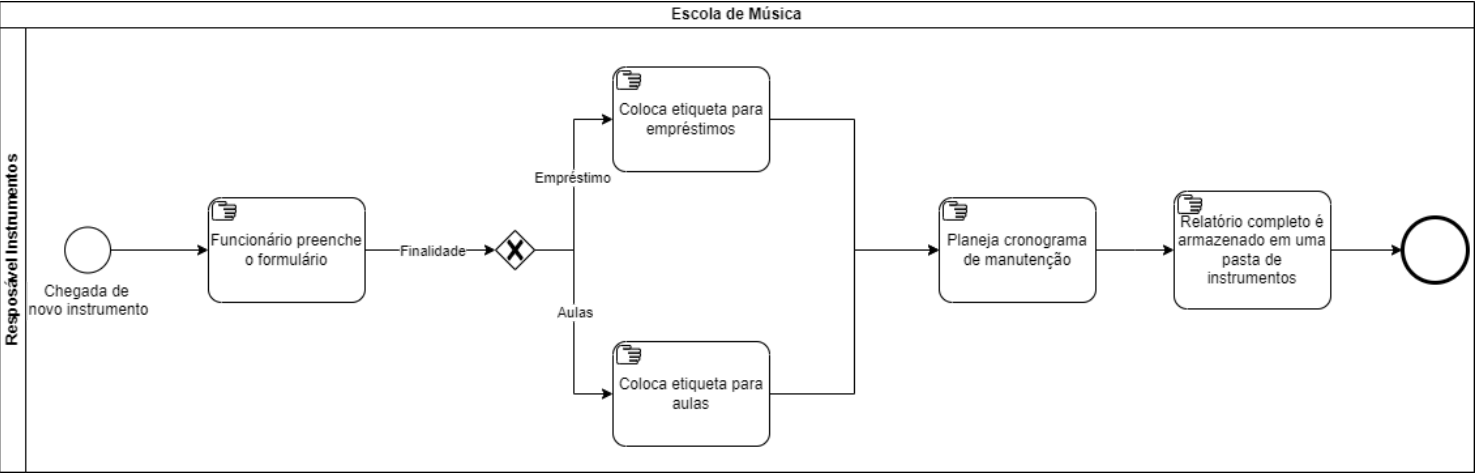 Escola de Música
Resposável Instrumentos
Chegada de
novo instrumento
Funcionário preenche
o formulário
Finalidade
Empréstimo
Aulas
Coloca etiqueta para
empréstimos
Coloca etiqueta para
aulas
Planeja cronograma
de manutenção
Relatório completo é
armazenado em uma
pasta de
instrumentos